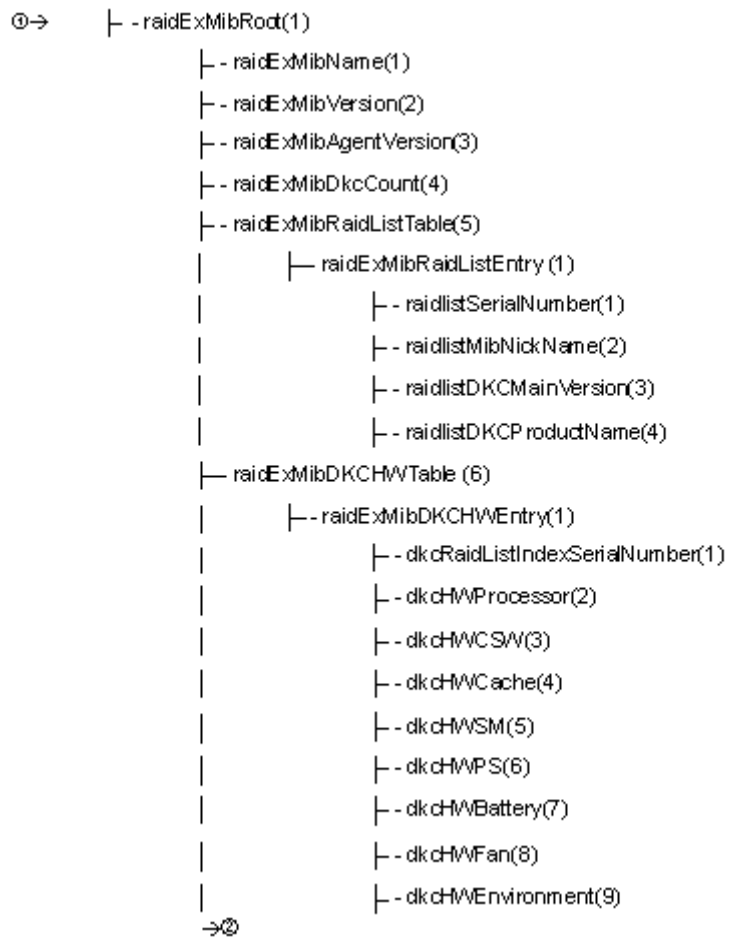 ①→ ├ - raidExMibRoot(1)
├ - raidExMibName(1)
├ - raidExMibVersion(2)
├ - raidExMibAgentVersion(3)
├ - raidExMibDkcCount(4)
├ - raidExMibRaidListTable(5)
├— raidExMibRaidListEntry (1)
├ - raidlistSerialNumber(1)
├ - raidlistMibNickName(2)
├ - raidlistDKCMainVersion(3)
├ - raidlistDKCProductName(4)
├— raidExMibDKCHWTable (6)
├- - raidExMibDKCHWEntry(1)
├ - dkcRaidListIndexSerialNumber(1)
├ - dkcHWProcessor(2)
├ - dkcHWCSW(3)
├ - dkcHWCache(4)
├ - dkcHWSM(5)
├ - dkcHWPS(6)
├ - dkcHWBattery(7)
├ - dkcHWFan(8)
├ - dkcHWEnvironment(9)
→②